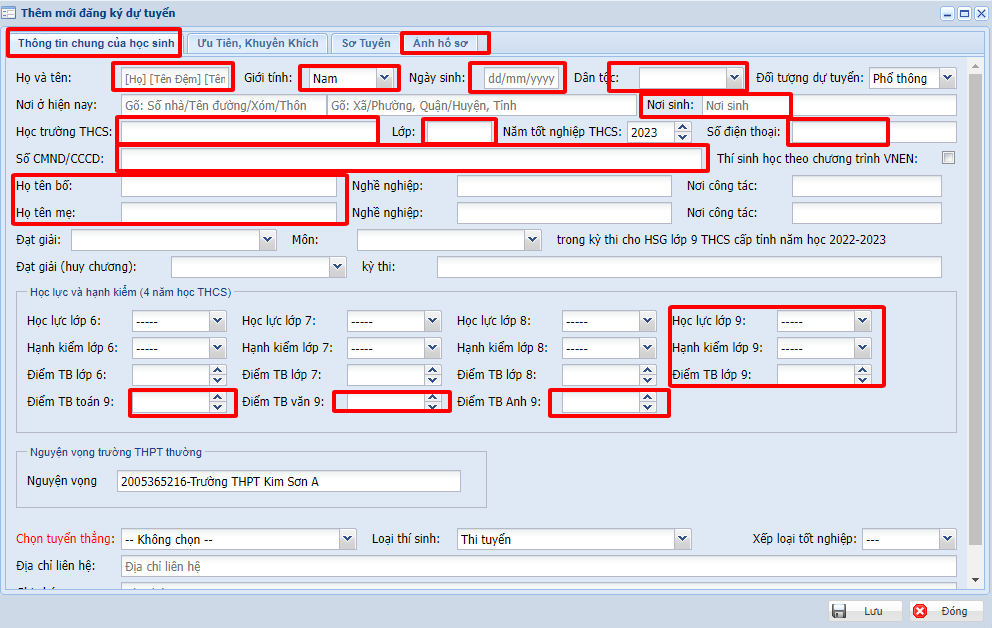 Thêm mới đăng ký dự tuyển
Thông tin chung của học sinh Ưu Tiên, Khuyến Khích Sơ Tuyển Ảnh hồ sơ
Họ và tên: [Họ] [Tên Đệm] [Tên Giới tính: Nam Ngày sinh: dd/mm/yyyy Dân tộc: Đối tượng dự tuyển: Phổ thông
Nơi ở hiện nay: Gõ: Số nhà/Tên đường/Xóm/Thôn Gõ: Xã/Phường, Quận/Huyện, Tỉnh Nơi sinh: Nơi sinh
Học trường THCS: Lớp: Năm tốt nghiệp THCS: 2023 Số điện thoại:
Số CMND/CCCD: Thí sinh học theo chương trình VNEN:
Họ tên bố: Nghề nghiệp: Nơi công tác:
Họ tên mẹ: Nghề nghiệp: Nơi công tác:
Đạt giải: Môn: trong kỳ thi cho HSG lớp 9 THCS cấp tỉnh năm học 2022-2023
Đạt giải (huy chương): kỳ thi:
Học lực và hạnh kiểm (4 năm học THCS)
Học lực lớp 6: ----- Học lực lớp 7: ----- Học lực lớp 8: ----- Học lực lớp 9: -----
Hạnh kiểm lớp 6: ----- Hạnh kiểm lớp 7: ----- Hạnh kiểm lớp 8: ----- Hạnh kiểm lớp 9: -----
Điểm TB lớp 6: Điểm TB lớp 7: Điểm TB lớp 8: Điểm TB lớp 9:
Điểm TB toán 9: Điểm TB văn 9: Điểm TB Anh 9:
Nguyện vọng trường THPT thường
Nguyện vọng 2005365216-Trường THPT Kim Sơn A
Chọn tuyển thẳng: -- Không chọn -- Loại thí sinh: Thi tuyển Xếp loại tốt nghiệp: ---
Địa chỉ liên hệ: Địa chỉ liên hệ
Lưu Đóng